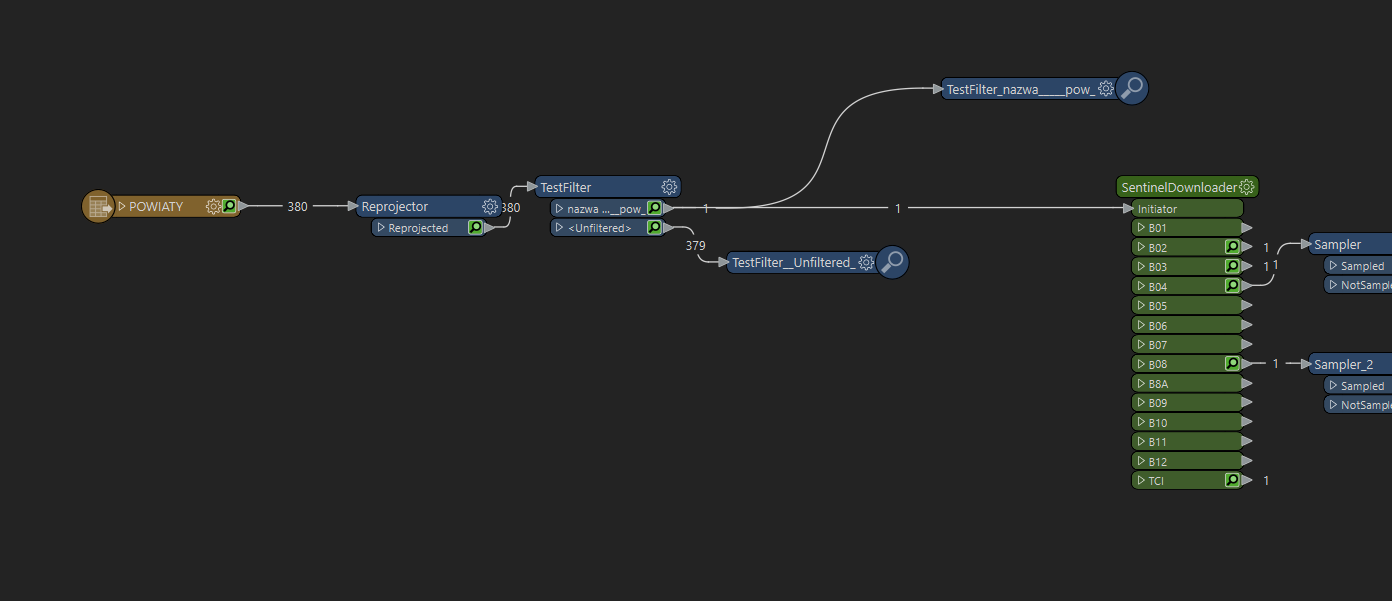 TestFilter_nazwa_____pow_
POWIATY
380
Reprojector
Reprojected
380
TestFilter
nazwa ...__pow_
<Unfiltered>
1
379
TestFilter__Unfiltered_
1
SentinelDownloader
Initiator
B01
B02
1
B03
1
B04
1
B05
B06
B07
B08
1
B8A
B09
B10
B11
B12
TCI
1
Sampler
Sampled
NotSample
Sampler_2
Sampled
NotSample